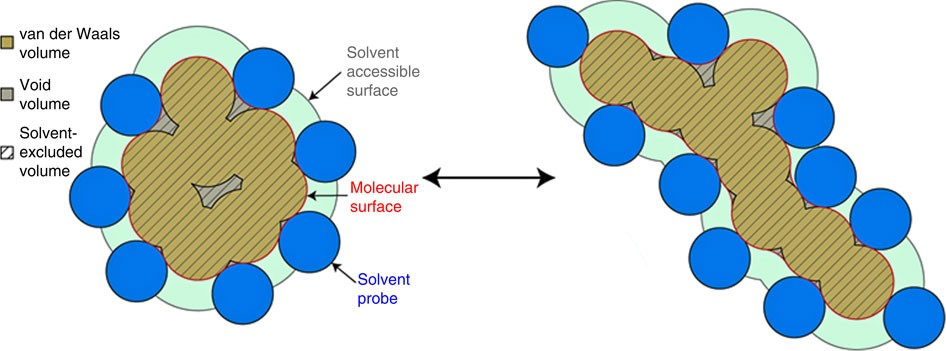 van der Waals
volume
Void
volume
Solvent-
excluded
volume
Solvent
accessible
surface
Molecular
surface
Solvent
probe